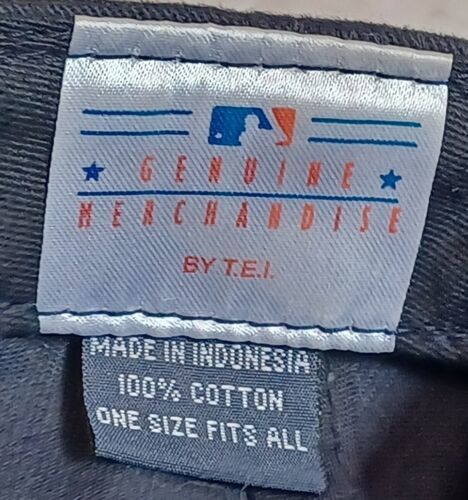 GENUINE
MERCHANDISE
BY T.E.I.
MADE IN INDONESIA
100% COTTON
ONE SIZE FITS ALL